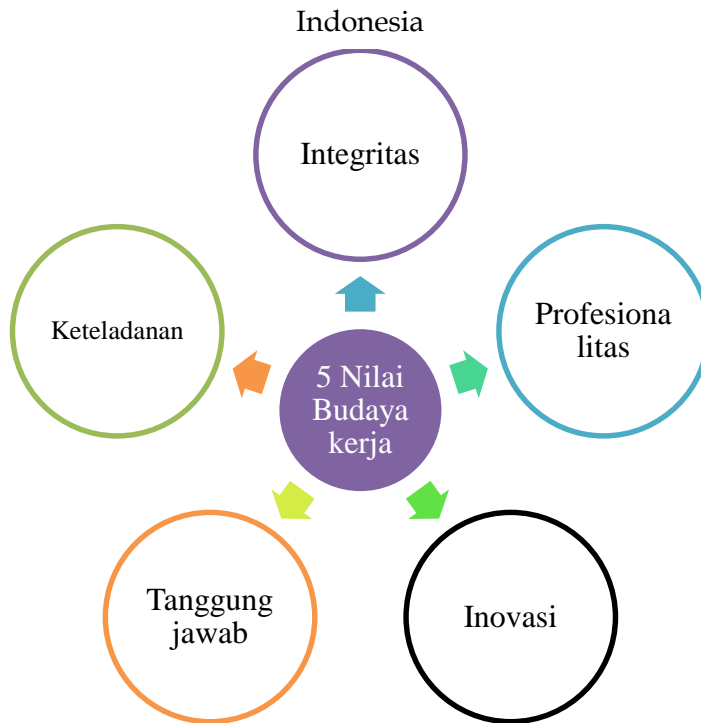 Indonesia
Integritas
Profesiona
litas
Inovasi
Tanggung
jawab
Keteladanan
5 Nilai
Budaya
kerja